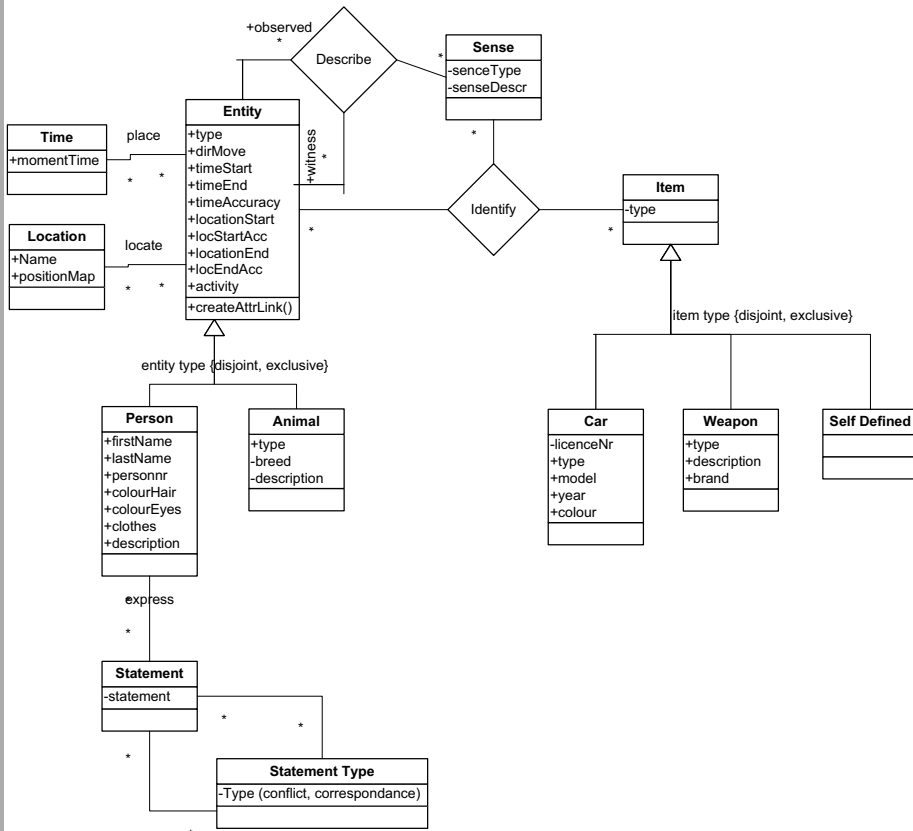 +observed
*
Describe
*
Sense
-senceType
-senseDescr
Entity
+type
+dirMove
+timeStart
+timeEnd
+timeAccuracy
+locationStart
+locStartAcc
+locationEnd
+locEndAcc
+activity
+createAttrLink()
+witness
*
Time
+momentTime
place
*
*
Location
+Name
+positionMap
locate
*
*
*
Identify
*
*
Item
-type
entity type {disjoint, exclusive}
item type {disjoint, exclusive}
Person
+firstName
+lastName
+personnr
+colourHair
+colourEyes
+clothes
+description
Animal
+type
-breed
-description
Car
-licenceNr
+type
+model
+year
+colour
Weapon
+type
+description
+brand
Self Defined
express
*
*
Statement
-statement
*
*
*
Statement Type
-Type (conflict, correspondance)